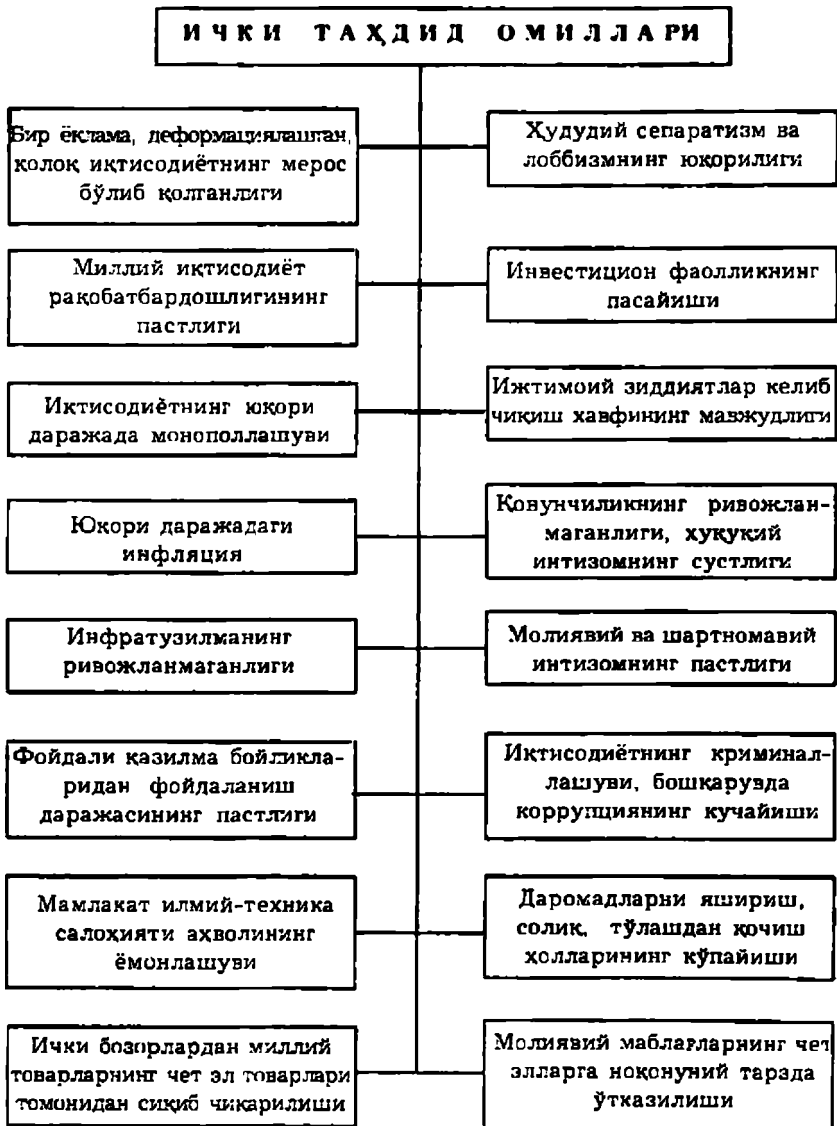 ИЧКИ ТАҲДИД ОМИЛЛАРИ
Бир ёклама, деформациялашган,
қолоқ иқтисодиётнинг мерос
бўлиб қолганлиги
Ҳудудий сепаратизм ва
лоббизмнинг юқорилиги
Миллий иқтисодиёт
рақобатбардошлигининг
пастлиги
Инвестицион фаолликнинг
пасайиши
Иқтисодиётнинг юқори
даражада монополлашуви
Ижтимоий зиддиятлар келиб
чиқиш хавфининг мавжудлиги
Юқори даражадаги
инфляция
Қонунчиликнинг ривожлан-
маганлиги, ҳуқуқий
интизомнинг сустлиги
Инфратузилманинг
ривожланмаганлиги
Молиявий ва шартномавий
интизомнинг пастлиги
Фойдали қазилма бойликла-
ридан фойдаланиш
даражасининг пастлиги
Иқтисодиётнинг криминал-
лашуви, бошқарувда
коррупциянинг кучайиши
Мамлакат илмий-техника
салоҳияти аҳволининг
ёмонлашуви
Даромадларни яшириш,
солиқ, тўлашдан қочиш
ҳолларининг кўпайиши
Ички бозорлардан миллий
товарларнинг чет эл товарлари
томонидан сиқиб чиқарилиши
Молиявий маблағларнинг чет
элларга ноқонуний тарзда
ўтказилиши